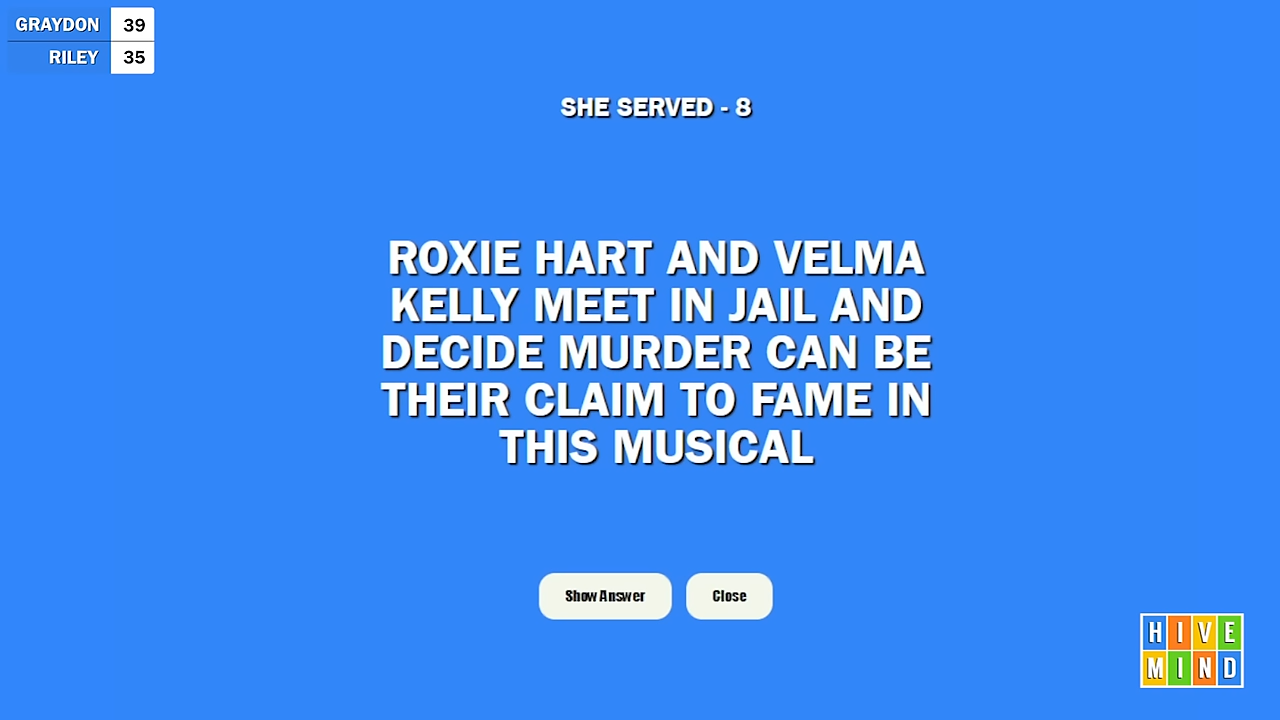 GRAYDON 39
RILEY 35
SHE SERVED - 8
ROXIE HART AND VELMA
KELLY MEET IN JAIL AND
DECIDE MURDER CAN BE
THEIR CLAIM TO FAME IN
THIS MUSICAL
Show Answer Close
HIVE
MIND